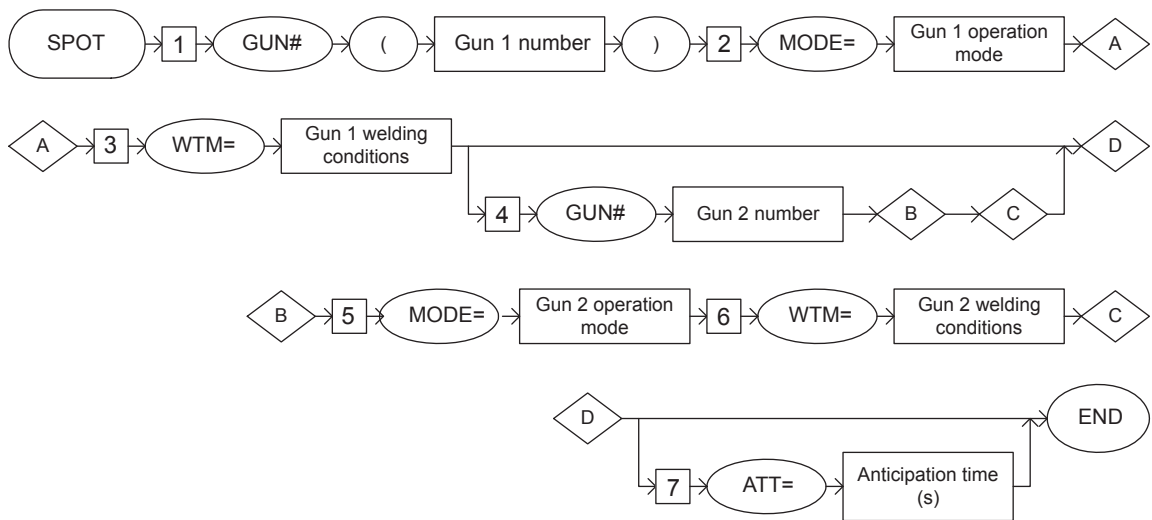 SPOT 1 GUN# ( Gun 1 number ) 2 MODE= Gun 1 operation
mode A
A 3 WTM= Gun 1 welding
conditions D
4 GUN# Gun 2 number B C
B 5 MODE= Gun 2 operation
mode 6 WTM= Gun 2 welding
conditions C
D END
7 ATT= Anticipation time
(s)